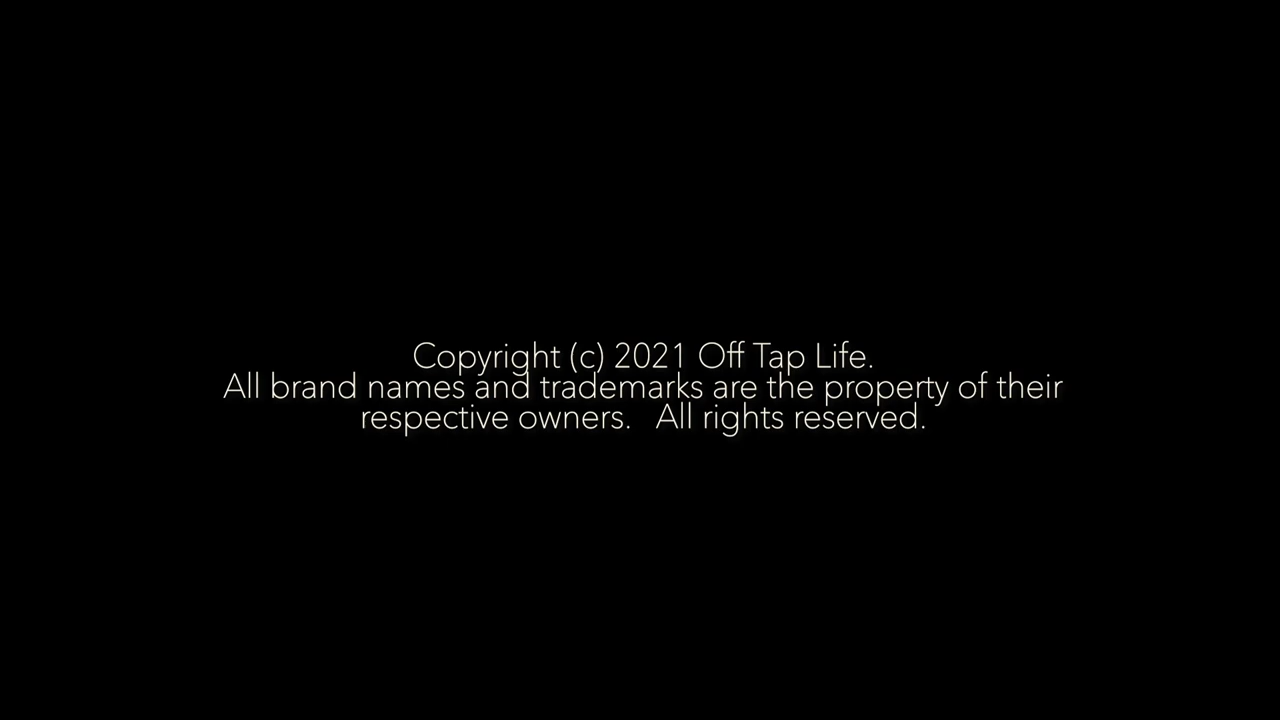 Copyright (c) 2021 Off Tap Life.
All brand names and trademarks are the property of their
respective owners.   All rights reserved.